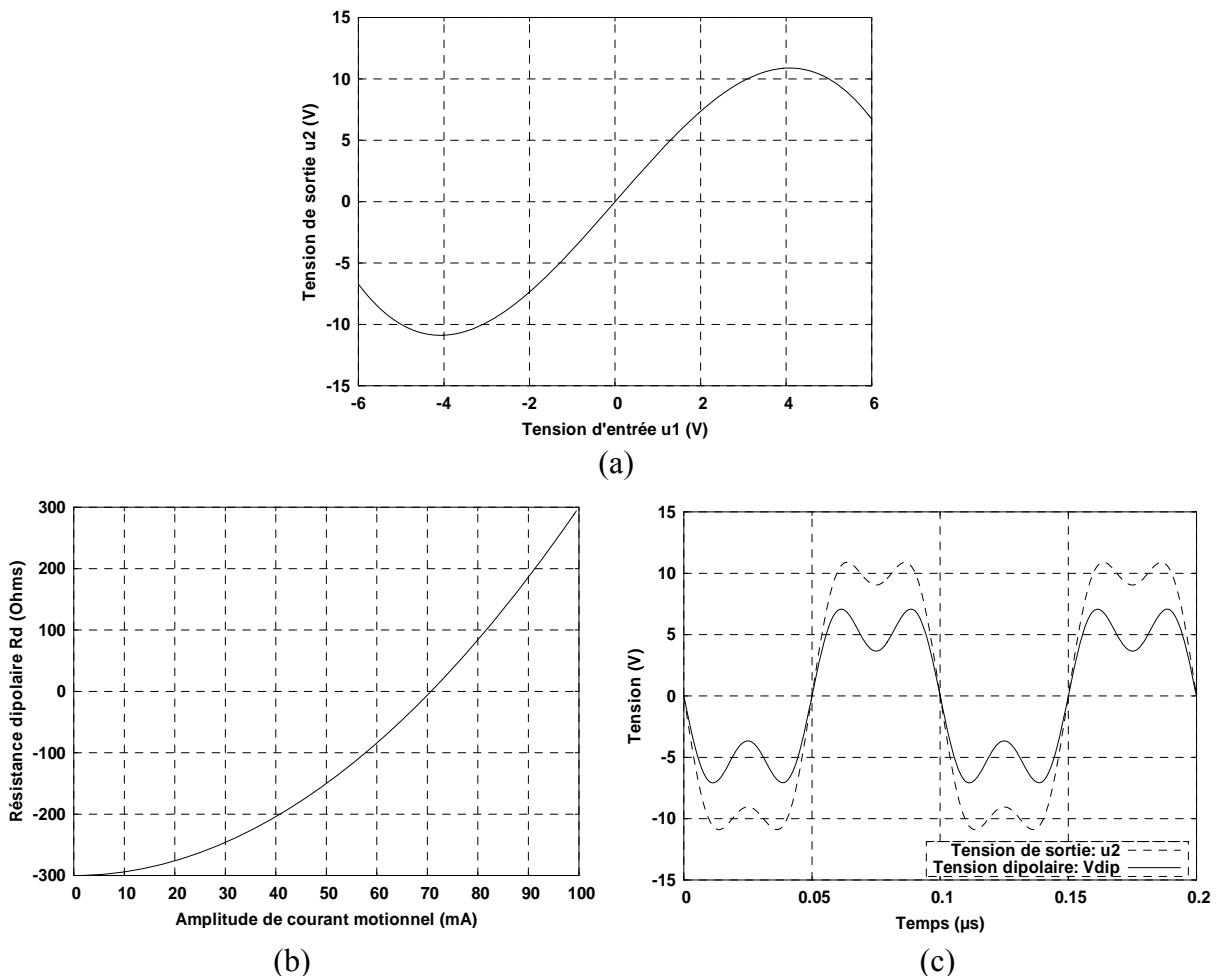 15
10
5
0
-5
-10
-15
Tension de sortie u2 (V)
-6 -4 -2 0 2 4 6
Tension d'entrée u1 (V)
(a)
300
200
100
0
-100
-200
-300
Résistance dipolaire Rd (Ohms)
0 10 20 30 40 50 60 70 80 90 100
Amplitude de courant motionnel (mA)
(b)
15
10
5
0
-5
-10
-15
Tension (V)
Tension de sortie: u2
Tension dipolaire: Vdip
0 0.05 0.1 0.15 0.2
Temps (µs)
(c)